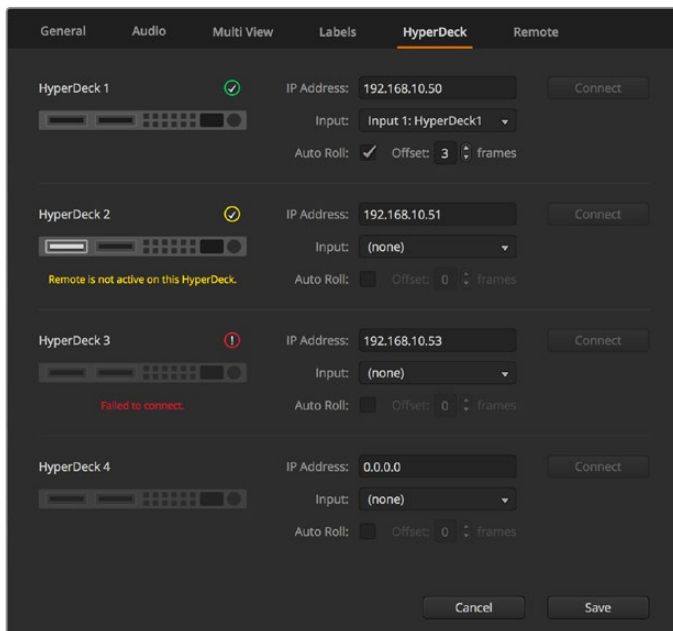 General Audio Multi View Labels HyperDeck Remote
HyperDeck 1 IP Address: 192.168.10.50 Connect
Input: Input 1: HyperDeck1
Auto Roll: Offset: 3 frames
HyperDeck 2 IP Address: 192.168.10.51 Connect
Input: (none)
Remote is not active on this HyperDeck. Auto Roll: Offset: 0 frames
HyperDeck 3 IP Address: 192.168.10.53 Connect
Input: (none)
Failed to connect. Auto Roll: Offset: 0 frames
HyperDeck 4 IP Address: 0.0.0.0 Connect
Input: (none)
Auto Roll: Offset: 0 frames
Cancel Save